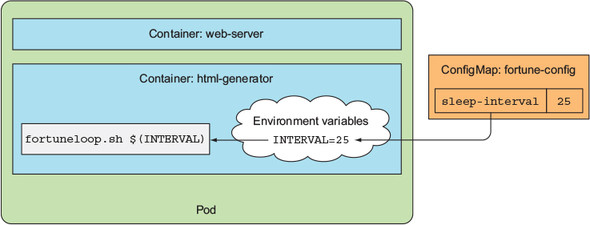 Container: web-server
Container: html-generator
Environment variables
fortuneloop.sh $(INTERVAL)
INTERVAL=25
Pod
ConfigMap: fortune-config
sleep-interval 25